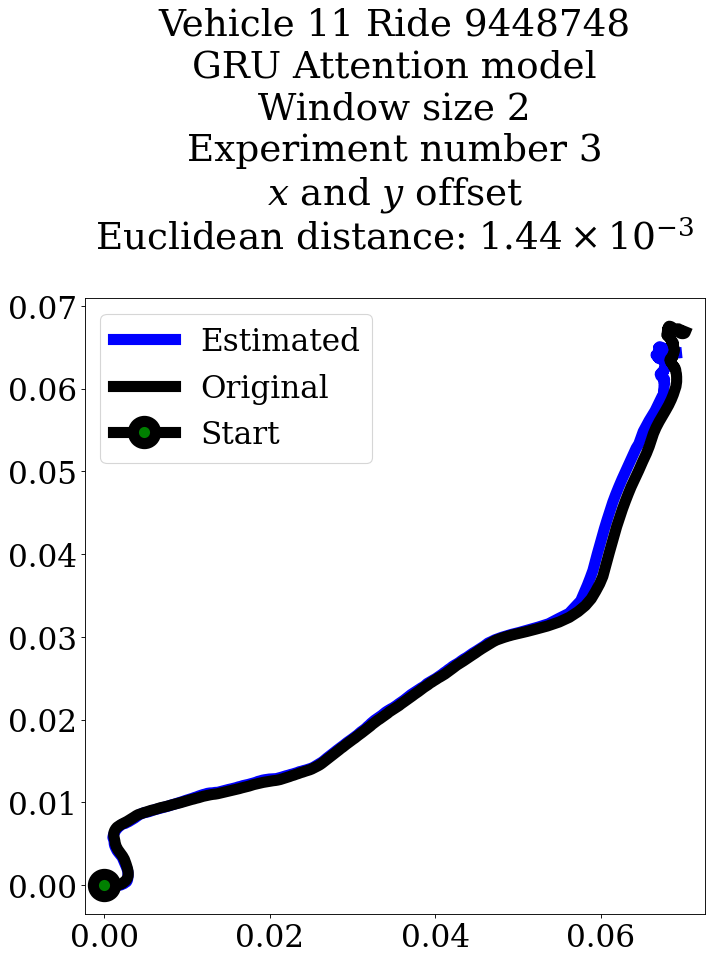 Vehicle 11 Ride 9448748
GRU Attention model
Window size 2
Experiment number 3
x and y offset
Euclidean distance: 1.44 × 10⁻³
0.07
Estimated
Original
Start
0.06
0.05
0.04
0.03
0.02
0.01
0.00
0.00 0.02 0.04 0.06